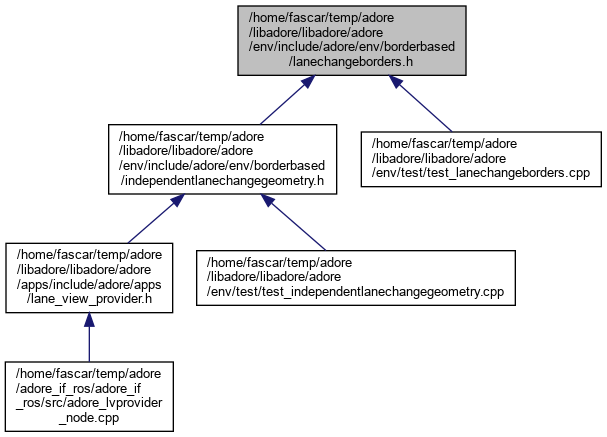 /home/fascar/temp/adore
/libadore/libadore/adore
/env/include/adore/env/borderbased
/lanechangeborders.h
/home/fascar/temp/adore
/libadore/libadore/adore
/env/include/adore/env/borderbased
/independentlanechangegeometry.h
/home/fascar/temp/adore
/libadore/libadore/adore
/env/test/test_lanechangeborders.cpp
/home/fascar/temp/adore
/libadore/libadore/adore
/apps/include/adore/apps
/lane_view_provider.h
/home/fascar/temp/adore
/libadore/libadore/adore
/env/test/test_independentlanechangegeometry.cpp
/home/fascar/temp/adore
/adore_if_ros/adore_if
_ros/src/adore_lvprovider
_node.cpp